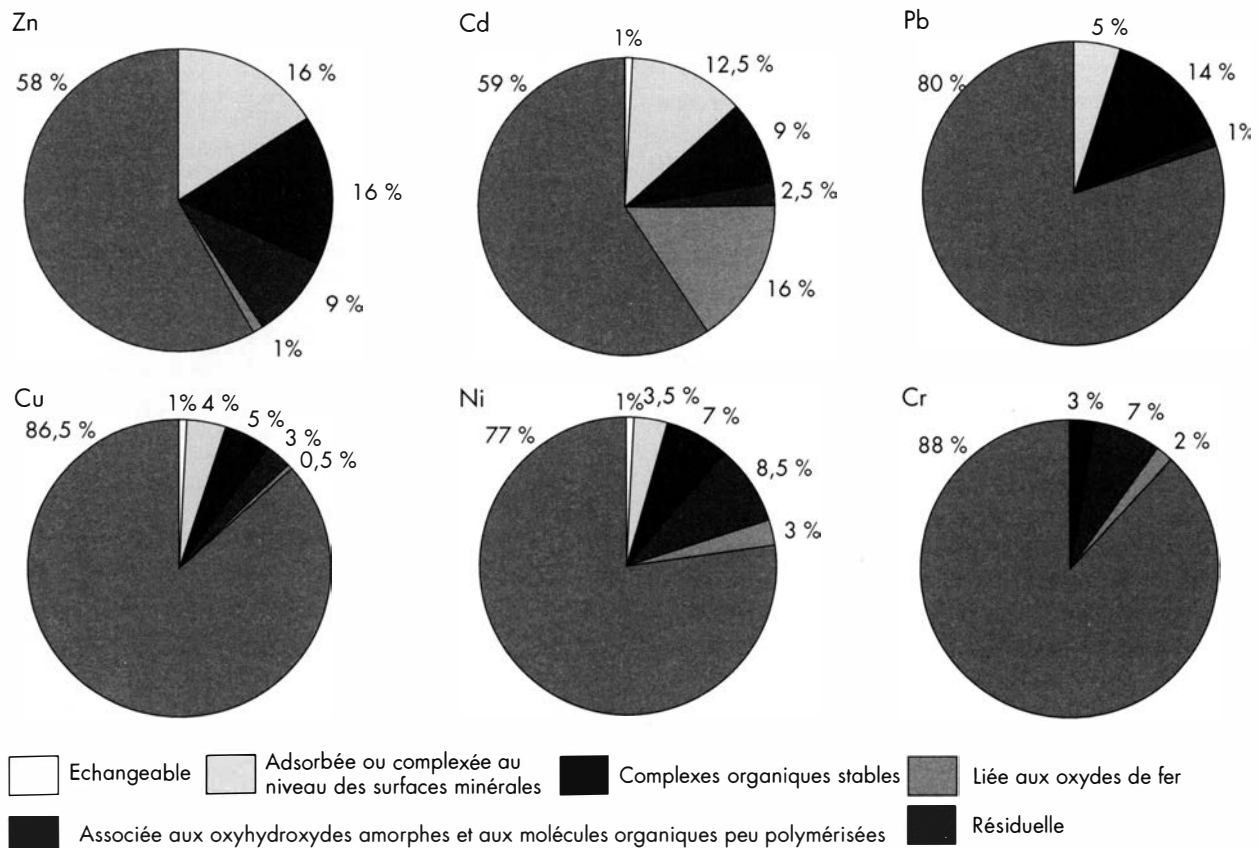 Zn
58 %
16 %
16 %
9 %
1%
Cd
1%
12,5 %
59 %
9 %
2,5%
16 %
Pb
5 %
80 %
14 %
1%
Cu
1% 4 %
86,5 %
5 %
3 %
0,5 %
Ni
1% 3,5 %
77 %
7 %
8,5 %
3 %
Cr
3 %
7 %
88 %
2 %
Echangeable
Adsorbée ou complexée au
niveau des surfaces minérales
Complexes organiques stables
Liée aux oxydes de fer
Associée aux oxyhydroxydes amorphes et aux molécules organiques peu polymérisées
Résiduelle